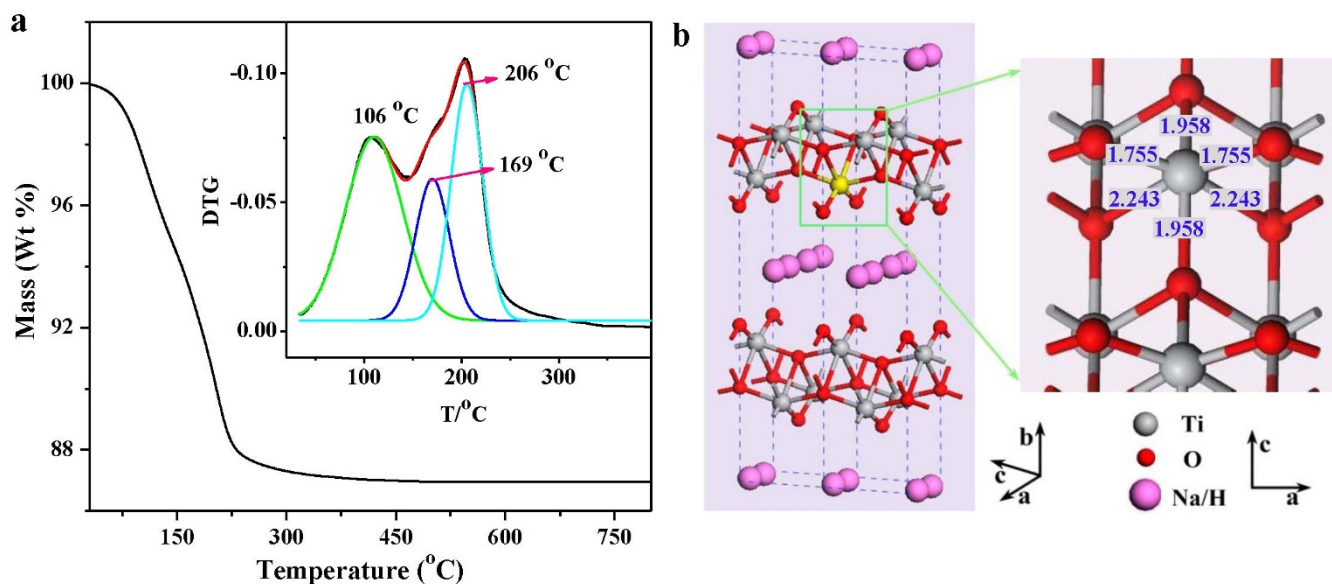 a
100
96
92
88
Mass (Wt %)
150
300
450
600
750
Temperature (°C)
-0.10
-0.05
0.00
DTG
106 °C
206 °C
169 °C
100
200
300
T/°C
b
1.958
1.755
1.755
2.243
2.243
1.958
b
c
a
Ti
O
Na/H
c
a